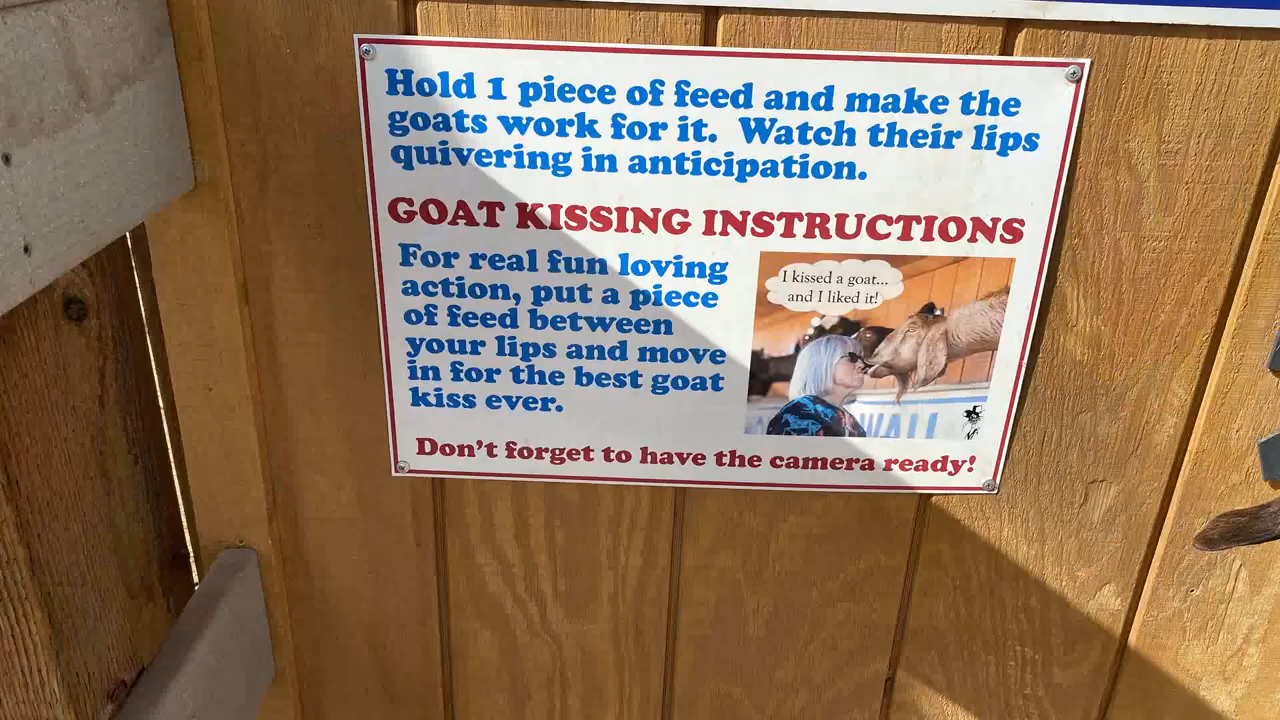 Hold 1 piece of feed and make the
goats work for it. Watch their lips
quivering in anticipation.
GOAT KISSING INSTRUCTIONS
For real fun loving
action, put a piece
of feed between
your lips and move
in for the best goat
kiss ever.
I kissed a goat...
and I liked it!
WALL
Don't forget to have the camera ready!